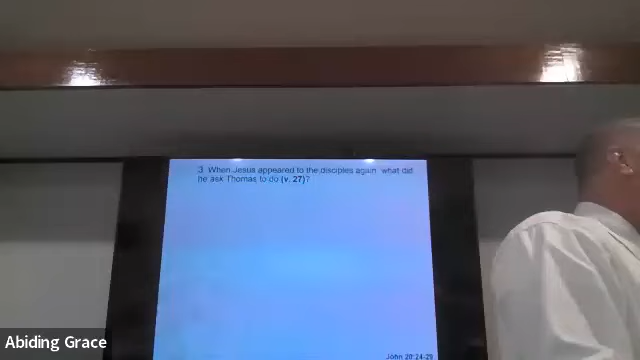 3  When Jesus appeared to the disciples again  what did
he ask Thomas to do (v. 27)?
John 20:24-29
Abiding Grace